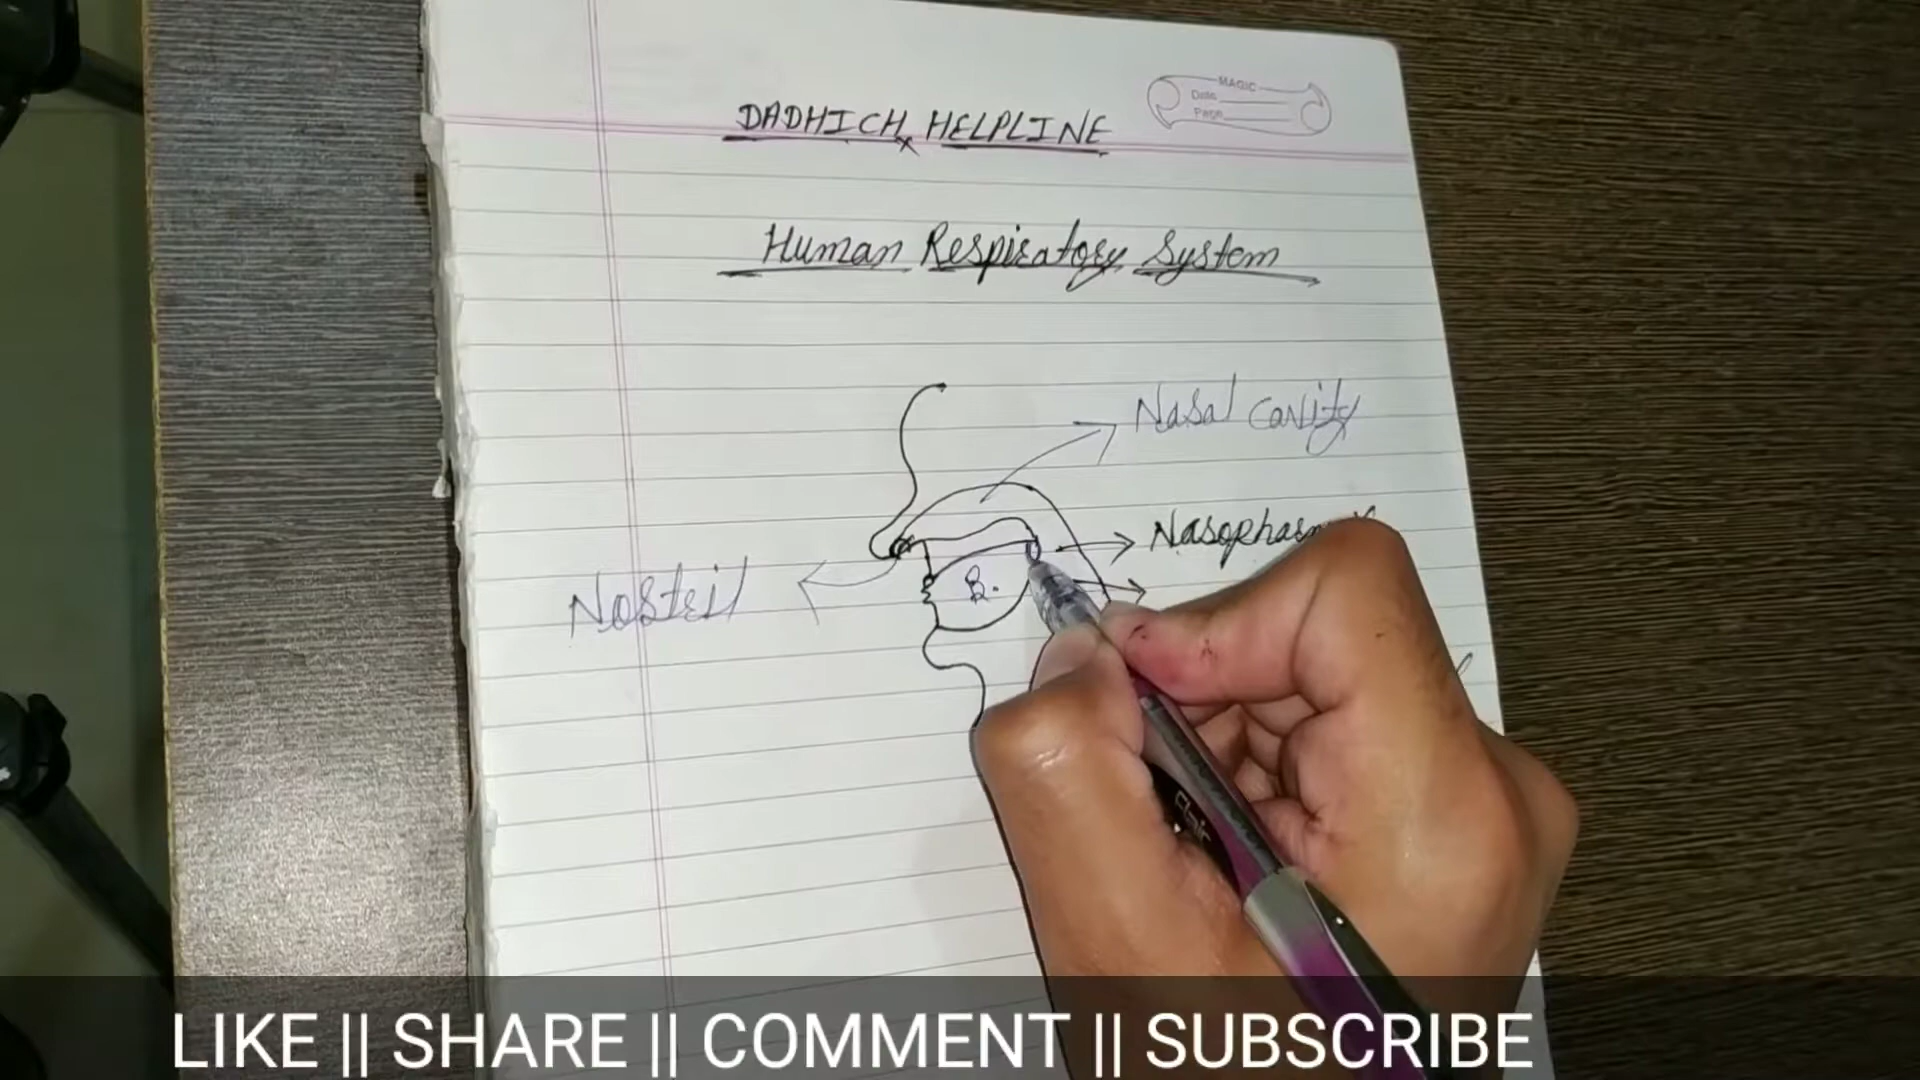 MAGIC
Date
Page
DADHICH HELPLINE
Human Respiratory System
Nasal cavity
B.
Nostril
LIKE || SHARE || COMMENT || SUBSCRIBE